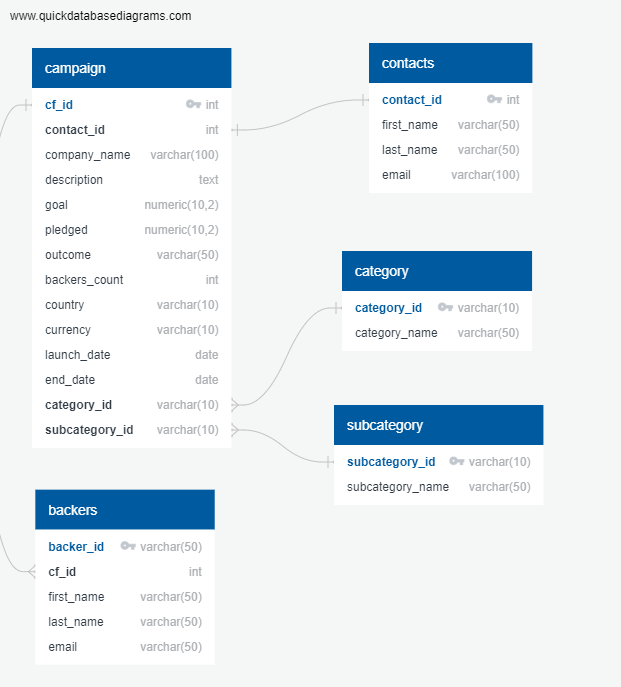 www.quickdatabasediagrams.com
campaign
cf_id int
contact_id int
company_name varchar(100)
description text
goal numeric(10,2)
pledged numeric(10,2)
outcome varchar(50)
backers_count int
country varchar(10)
currency varchar(10)
launch_date date
end_date date
category_id varchar(10)
subcategory_id varchar(10)
contacts
contact_id int
first_name varchar(50)
last_name varchar(50)
email varchar(100)
category
category_id varchar(10)
category_name varchar(50)
subcategory
subcategory_id varchar(10)
subcategory_name varchar(50)
backers
backer_id varchar(50)
cf_id int
first_name varchar(50)
last_name varchar(50)
email varchar(50)